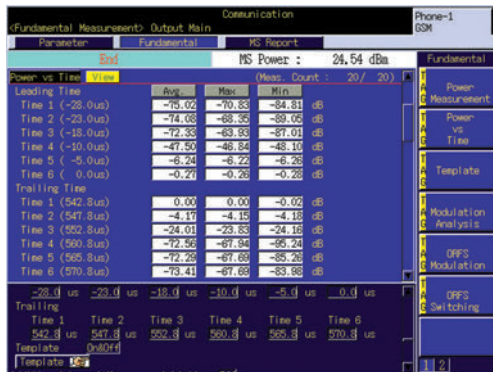 Communication
Phone-1
GSM
<Fundamental Measurement> Output Main
Parameter Fundamental MS Report
End MS Power : 24.54 dBm Fundamental
Power vs Time View (Meas. Count : 20/ 20)
Leading Time Avg. Max Min
Time 1 (-28.0us) -75.02 -70.83 -84.81 dB
Time 2 (-23.0us) -74.08 -68.35 -89.05 dB
Time 3 (-18.0us) -72.33 -63.93 -87.01 dB
Time 4 (-10.0us) -47.50 -46.84 -48.10 dB
Time 5 ( -5.0us) -6.24 -6.22 -6.26 dB
Time 6 ( 0.0us) -0.27 -0.26 -0.28 dB
Trailing Time
Time 1 (542.8us) 0.00 0.00 -0.02 dB
Time 2 (547.8us) -4.17 -4.15 -4.18 dB
Time 3 (552.8us) -24.01 -23.83 -24.16 dB
Time 4 (560.8us) -72.56 -67.94 -95.24 dB
Time 5 (565.8us) -72.29 -67.69 -85.26 dB
Time 6 (570.8us) -73.41 -67.69 -83.98 dB
-28.0 us -23.0 us -18.0 us -10.0 us -5.0 us 0.0 us
Trailing
Time 1 Time 2 Time 3 Time 4 Time 5 Time 6
542.8 us 547.8 us 552.8 us 560.8 us 565.8 us 570.8 us
Template On&Off
Template
TAG
Power
Measurement
TAG
Power
vs
Time
TAG
Template
TAG
Modulation
Analysis
TAG
ORFS
Modulation
TAG
ORFS
Switching
1 2